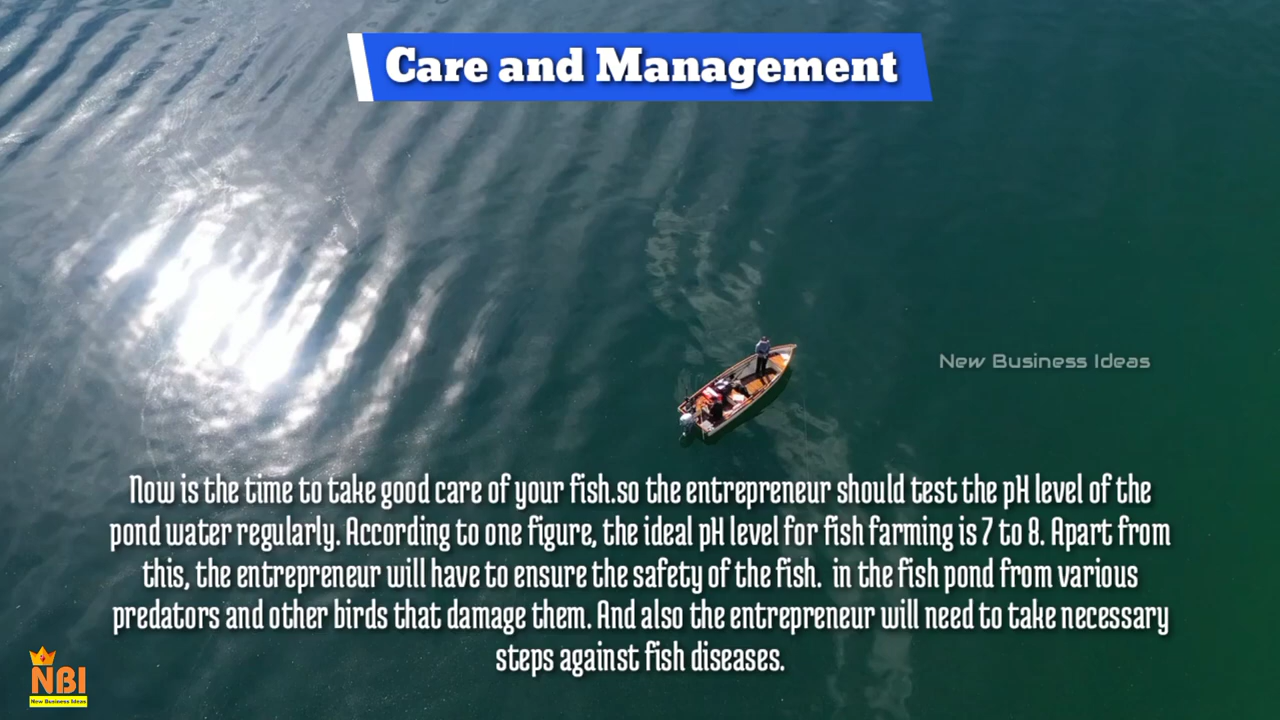 Care and Management
New Business Ideas
Now is the time to take good care of your fish.so the entrepreneur should test the pH level of the
pond water regularly. According to one figure, the ideal pH level for fish farming is 7 to 8. Apart from
this, the entrepreneur will have to ensure the safety of the fish.  in the fish pond from various
predators and other birds that damage them. And also the entrepreneur will need to take necessary
steps against fish diseases.
NBI
New Business Ideas